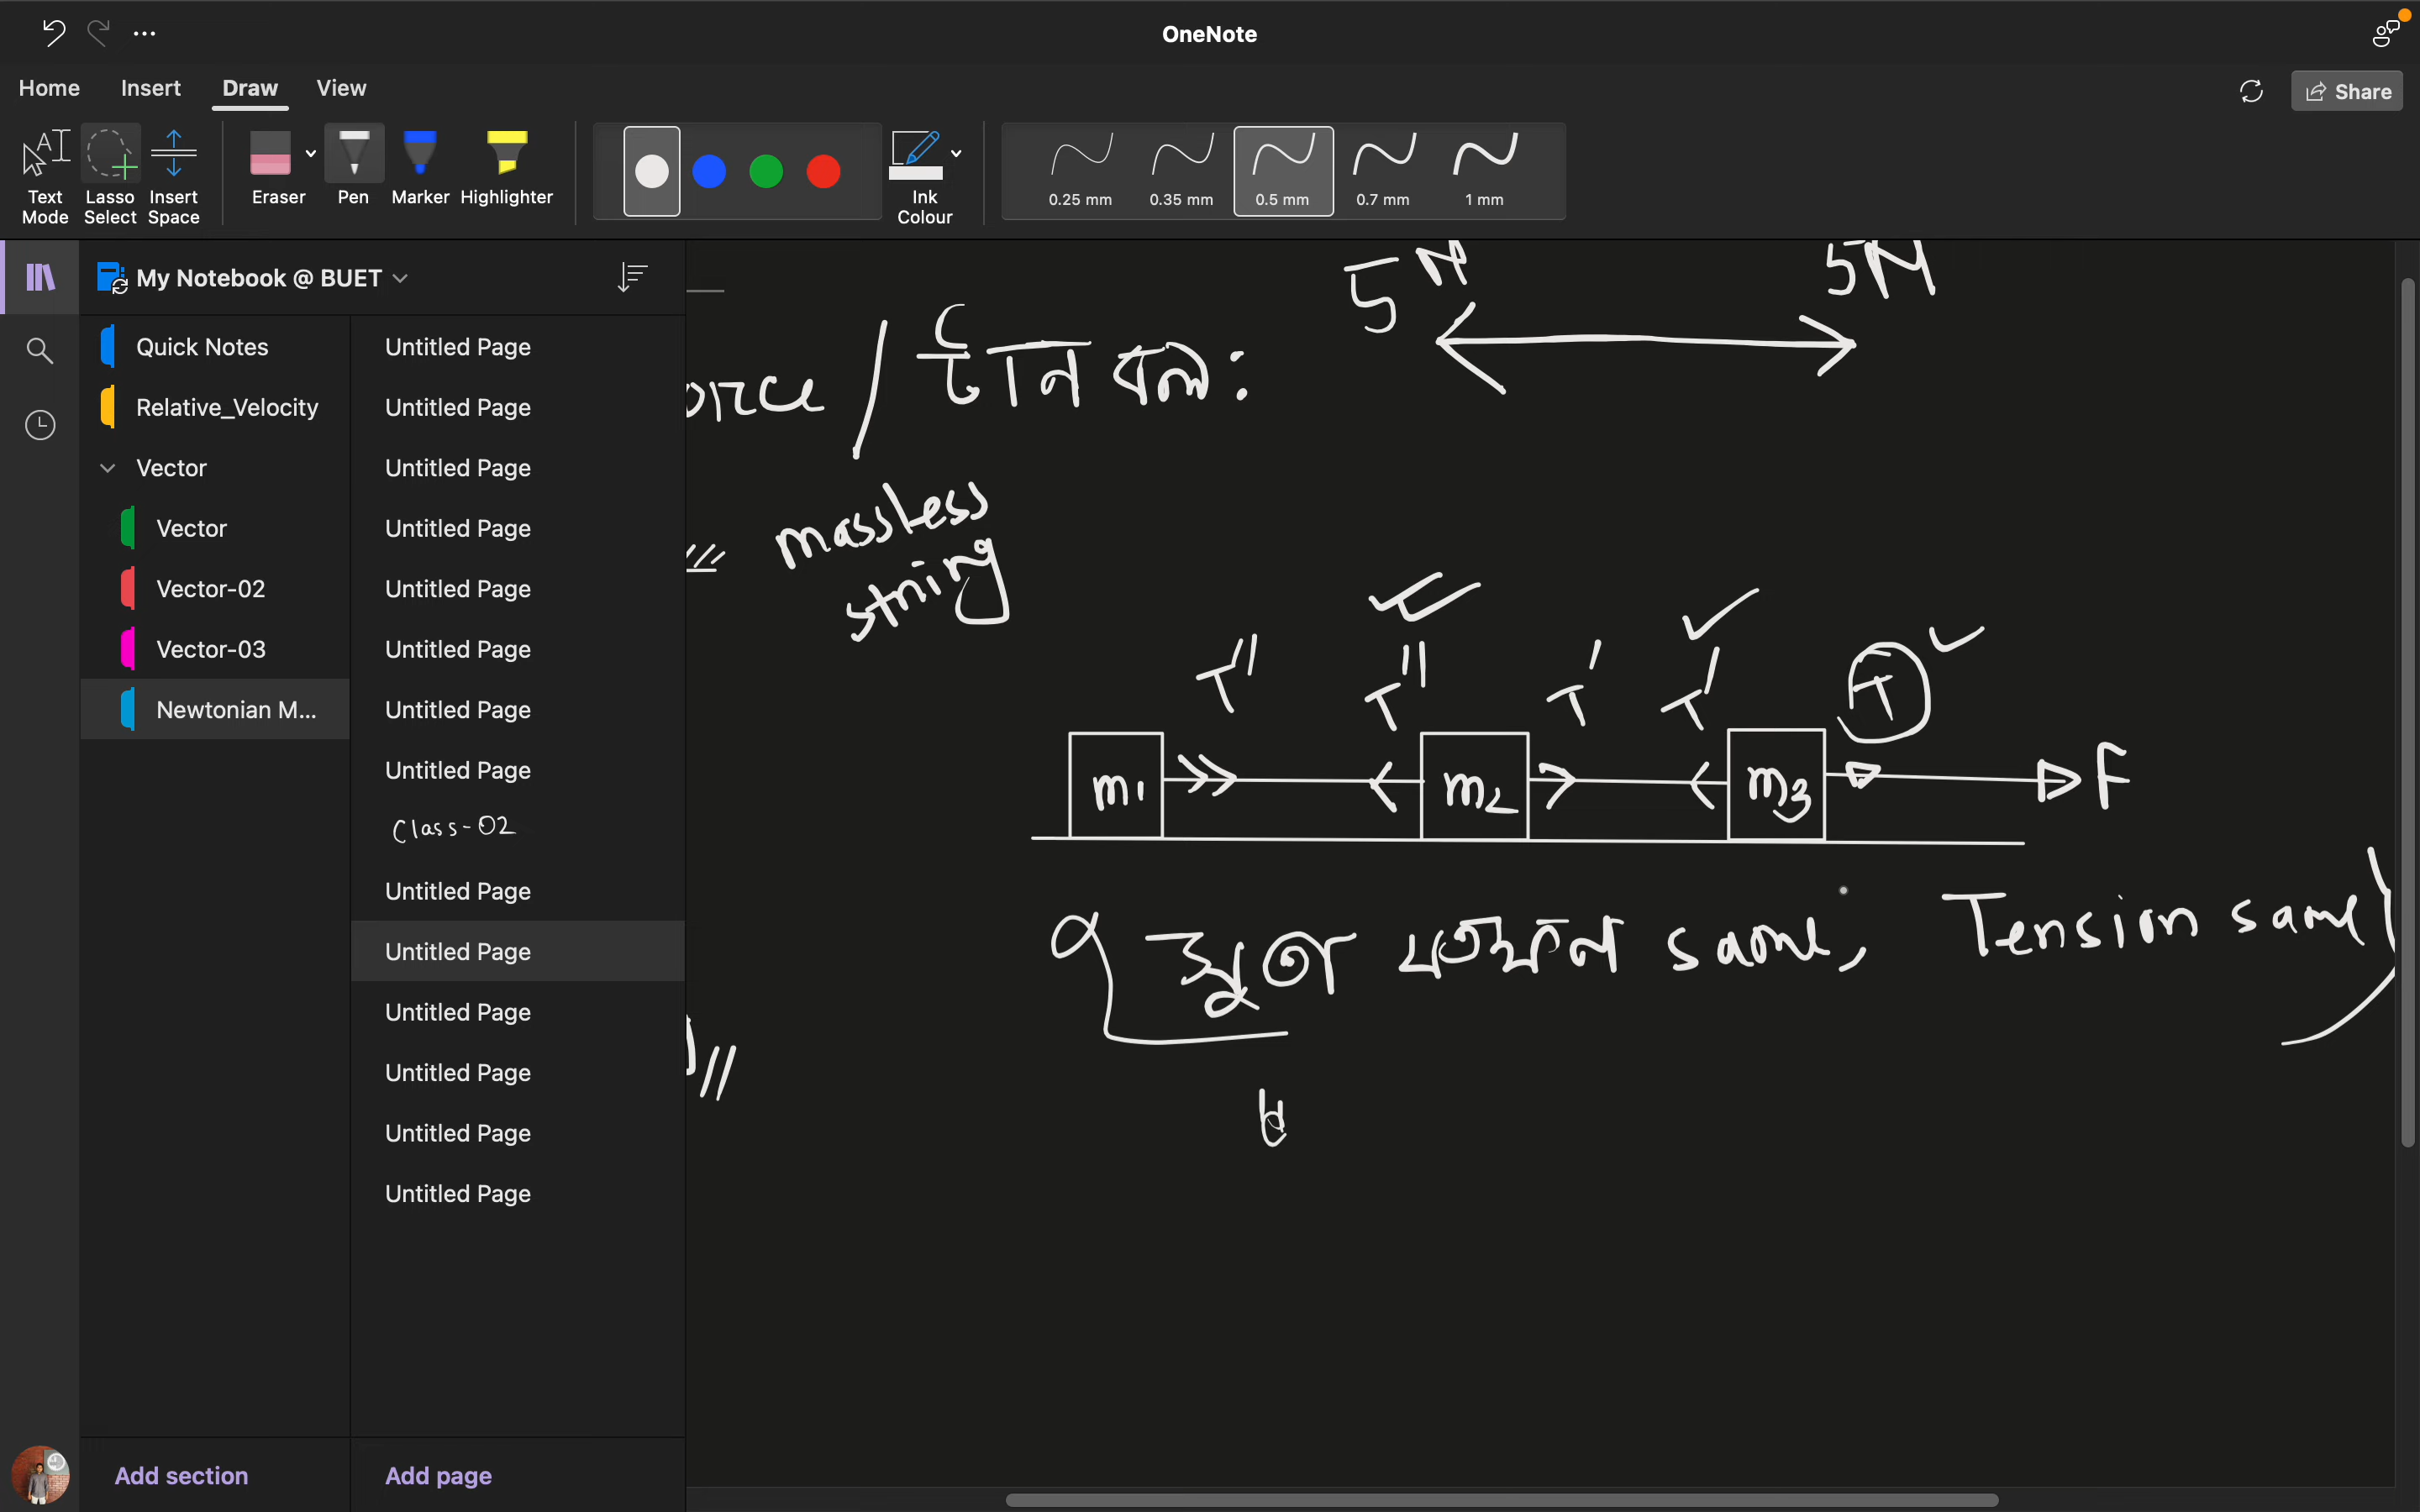 OneNote
Home Insert Draw View
Share
Text Mode
Lasso Select
Insert Space
Eraser
Pen
Marker
Highlighter
Ink Colour
0.25 mm
0.35 mm
0.5 mm
0.7 mm
1 mm
My Notebook @ BUET
Quick Notes
Relative_Velocity
Vector
Vector
Vector-02
Vector-03
Newtonian M...
Untitled Page
Untitled Page
Untitled Page
Untitled Page
Untitled Page
Untitled Page
Untitled Page
Untitled Page
Class-02
Untitled Page
Untitled Page
Untitled Page
Untitled Page
Untitled Page
Untitled Page
Add section
Add page
5N 5N
orce / টান বল:
massless
string
T" T" T' T' T
m1 m2 m3 F
same, Tension same